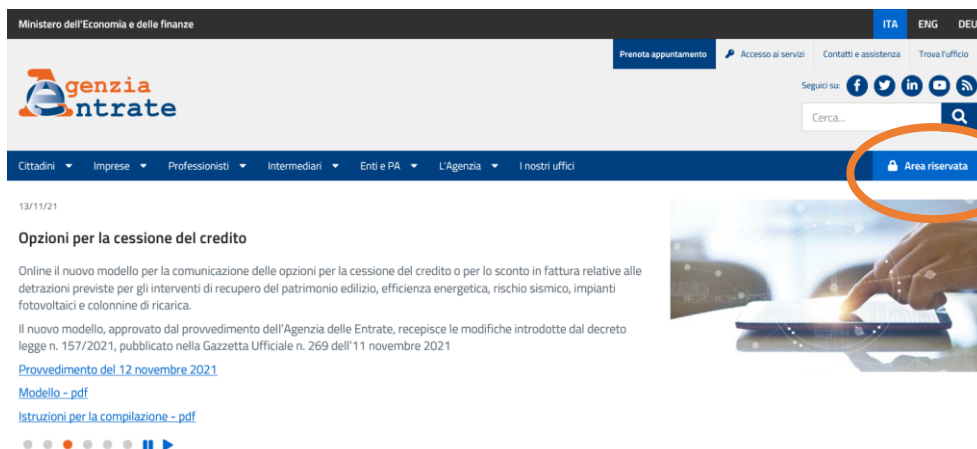 Ministero dell'Economia e delle finanze
ITA ENG DEU
Prenota appuntamento Accesso ai servizi Contatti e assistenza Trova l'ufficio
Agenzia
Entrate
Seguici su:
Cerca...
Cittadini Imprese Professionisti Intermediari Enti e PA L'Agenzia I nostri uffici Area riservata
13/11/21
Opzioni per la cessione del credito
Online il nuovo modello per la comunicazione delle opzioni per la cessione del credito o per lo sconto in fattura relative alle
detrazioni previste per gli interventi di recupero del patrimonio edilizio, efficienza energetica, rischio sismico, impianti
fotovoltaici e colonnine di ricarica.
Il nuovo modello, approvato dal provvedimento dell'Agenzia delle Entrate, recepisce le modifiche introdotte dal decreto
legge n. 157/2021, pubblicato nella Gazzetta Ufficiale n. 269 dell'11 novembre 2021
Provvedimento del 12 novembre 2021
Modello - pdf
Istruzioni per la compilazione - pdf